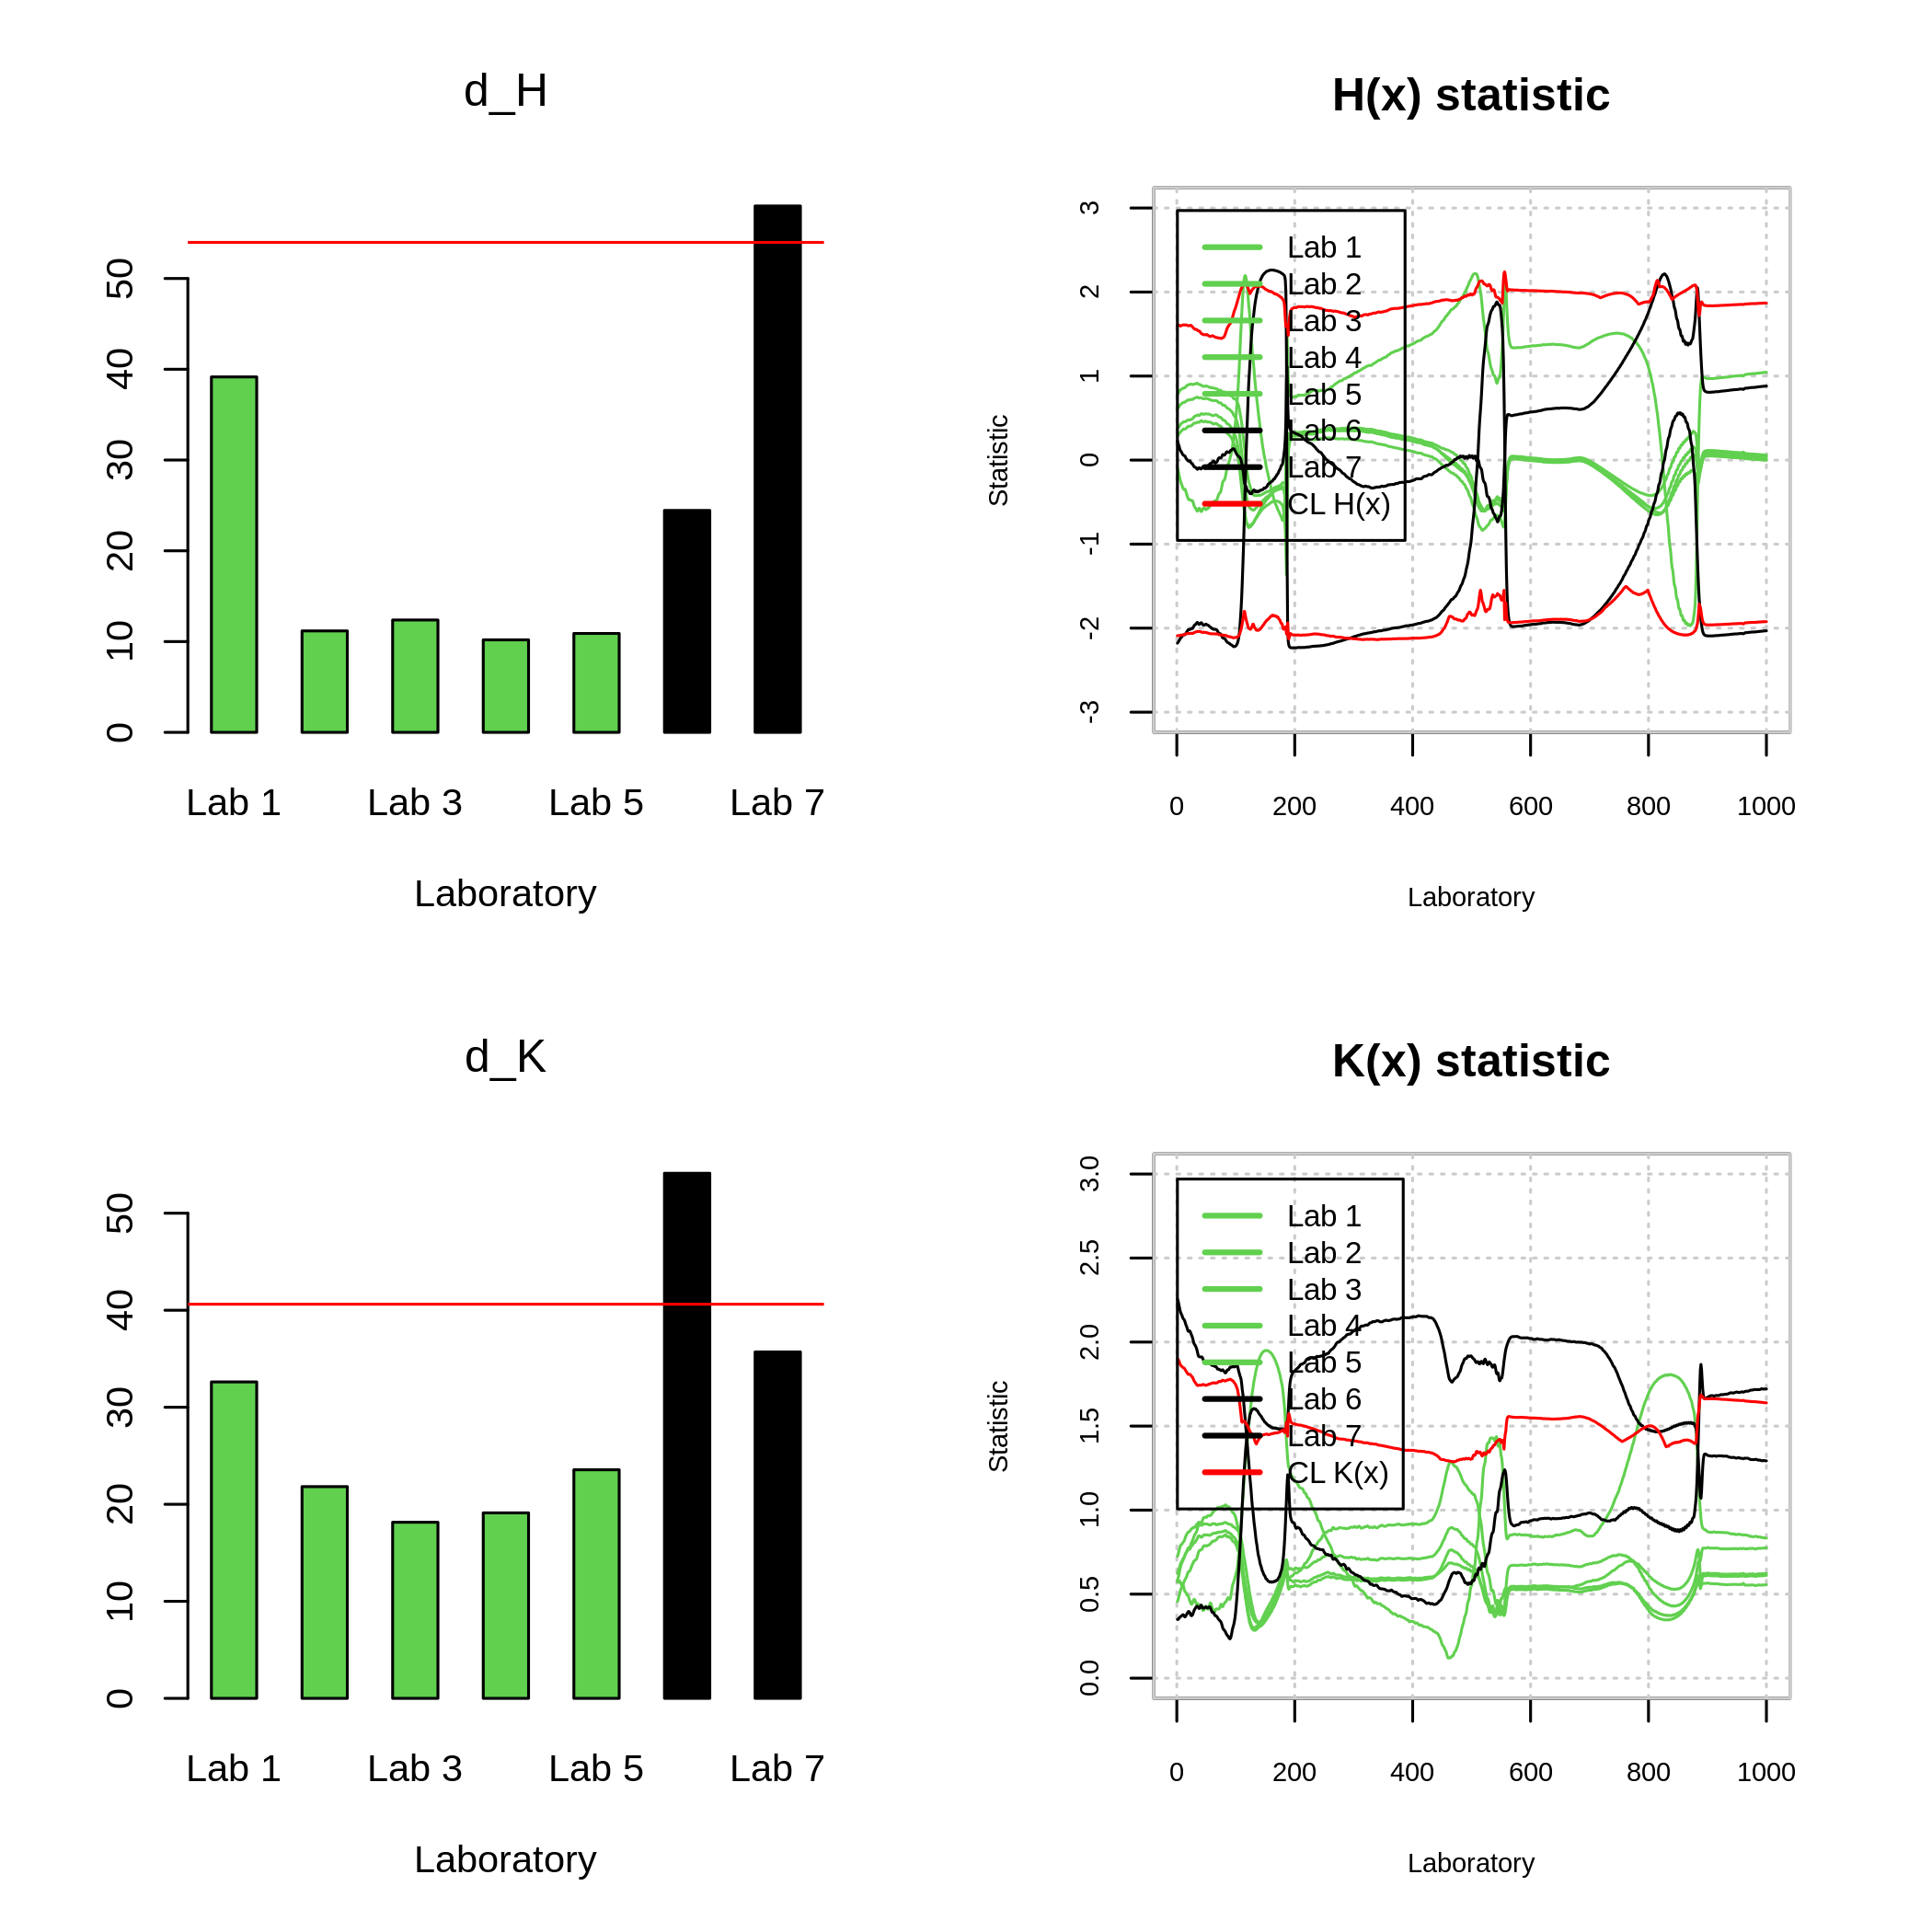 d_H
50
40
30
20
10
0
Lab 1
Lab 3
Lab 5
Lab 7
Laboratory
H(x) statistic
Statistic
3
2
1
0
-1
-2
-3
Lab 1
Lab 2
Lab 3
Lab 4
Lab 5
Lab 6
Lab 7
CL H(x)
0
200
400
600
800
1000
Laboratory
d_K
50
40
30
20
10
0
Lab 1
Lab 3
Lab 5
Lab 7
Laboratory
K(x) statistic
Statistic
3.0
2.5
2.0
1.5
1.0
0.5
0.0
Lab 1
Lab 2
Lab 3
Lab 4
Lab 5
Lab 6
Lab 7
CL K(x)
0
200
400
600
800
1000
Laboratory